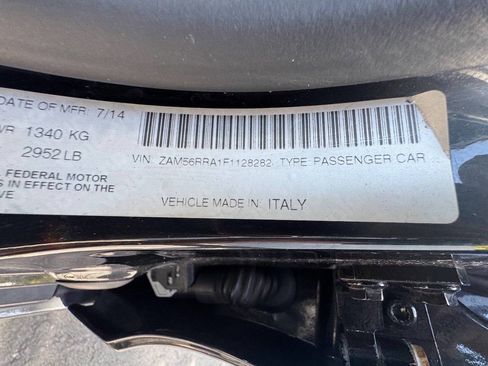 DATE OF MFR: 7/14
WR 1340 KG
2952 LB
VIN: ZAM56RRA1F1128282 TYPE: PASSENGER CAR
FEDERAL MOTOR
S IN EFFECT ON THE
VE
VEHICLE MADE IN: ITALY